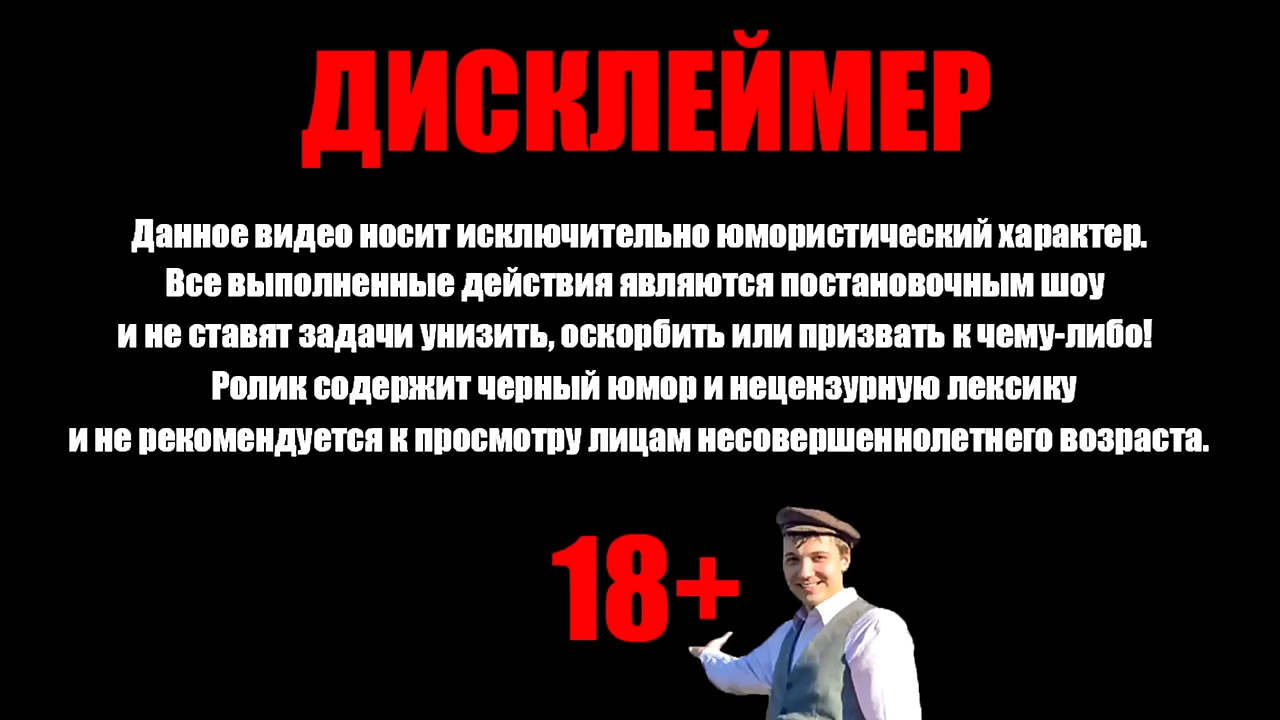 ДИСКЛЕЙМЕР
Данное видео носит исключительно юмористический характер.
Все выполненные действия являются постановочным шоу
и не ставят задачи унизить, оскорбить или призвать к чему-либо!
Ролик содержит черный юмор и нецензурную лексику
и не рекомендуется к просмотру лицам несовершеннолетнего возраста.
18+